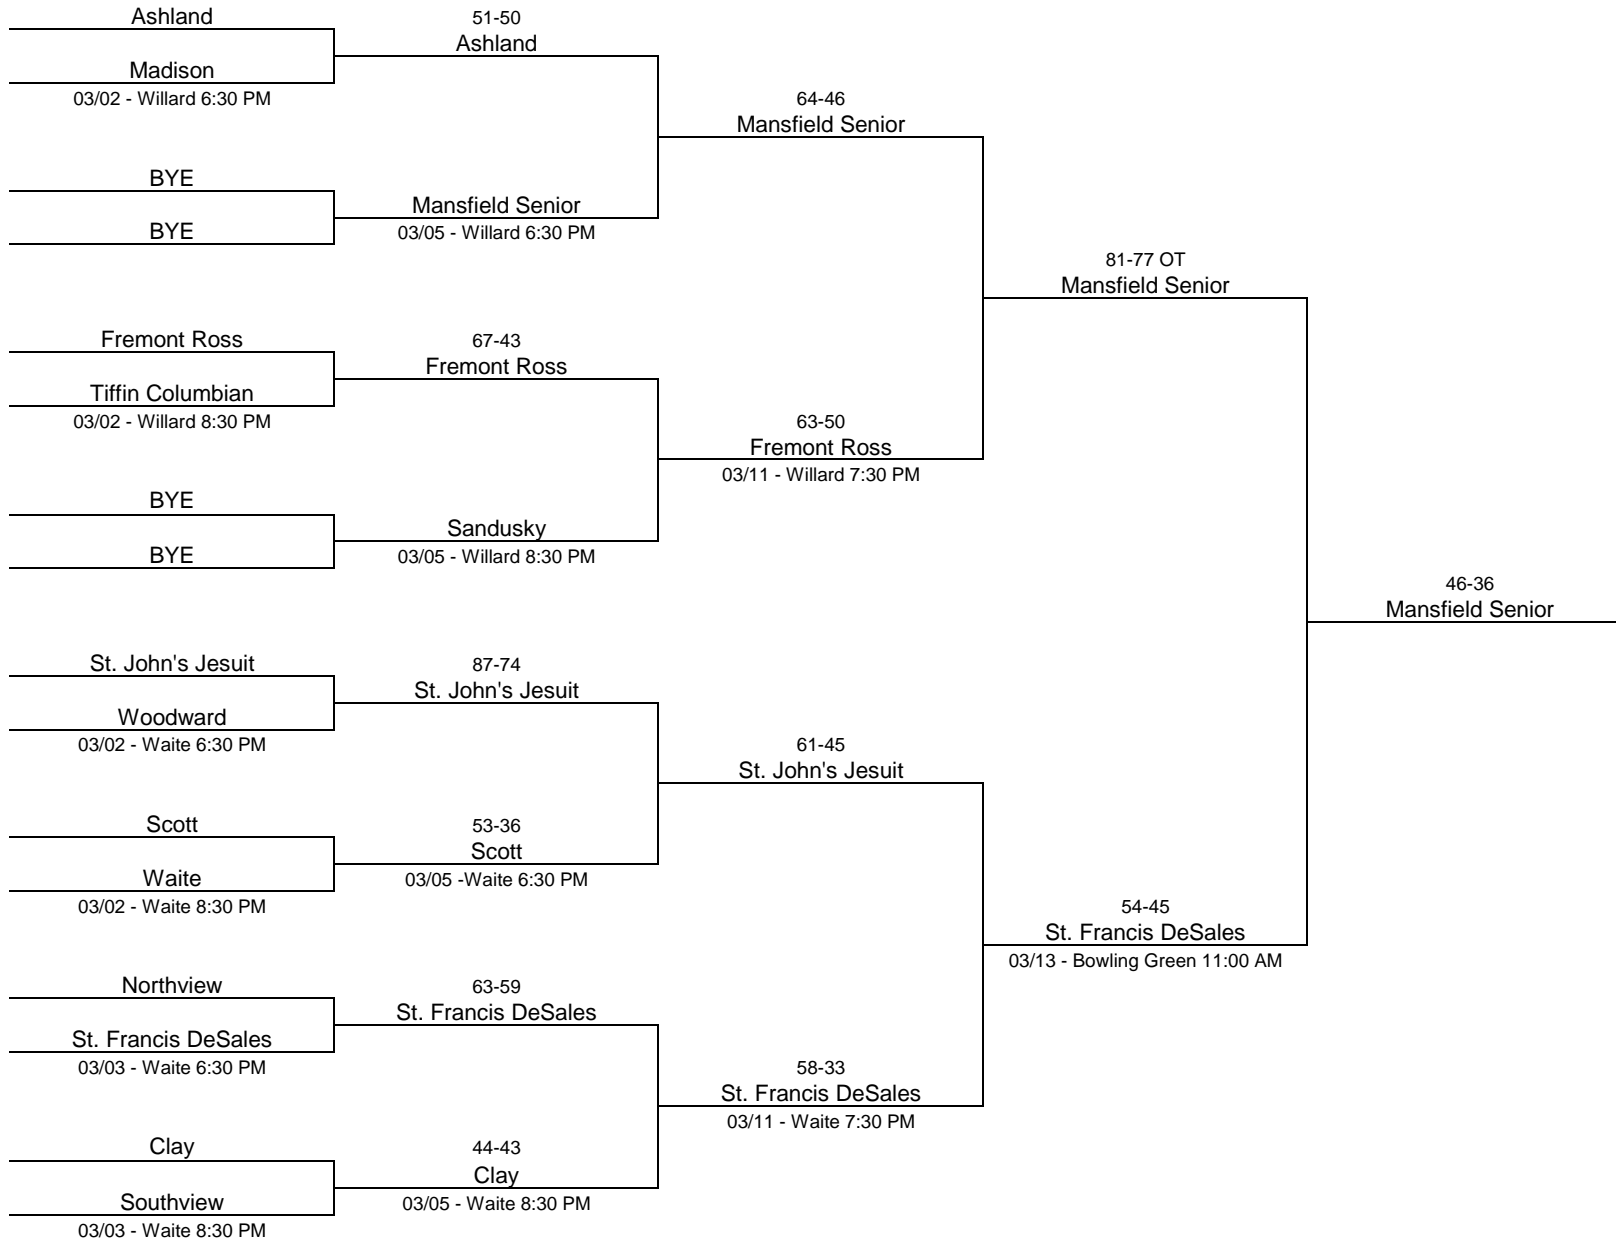 Ashland
Madison
03/02 - Willard 6:30 PM
BYE
BYE
Fremont Ross
Tiffin Columbian
03/02 - Willard 8:30 PM
BYE
BYE
St. John's Jesuit
Woodward
03/02 - Waite 6:30 PM
Scott
Waite
03/02 - Waite 8:30 PM
Northview
St. Francis DeSales
03/03 - Waite 6:30 PM
Clay
Southview
03/03 - Waite 8:30 PM
51-50
Ashland
Mansfield Senior
03/05 - Willard 6:30 PM
67-43
Fremont Ross
Sandusky
03/05 - Willard 8:30 PM
87-74
St. John's Jesuit
53-36
Scott
03/05 -Waite 6:30 PM
63-59
St. Francis DeSales
44-43
Clay
03/05 - Waite 8:30 PM
64-46
Mansfield Senior
63-50
Fremont Ross
03/11 - Willard 7:30 PM
61-45
St. John's Jesuit
58-33
St. Francis DeSales
03/11 - Waite 7:30 PM
81-77 OT
Mansfield Senior
54-45
St. Francis DeSales
03/13 - Bowling Green 11:00 AM
46-36
Mansfield Senior